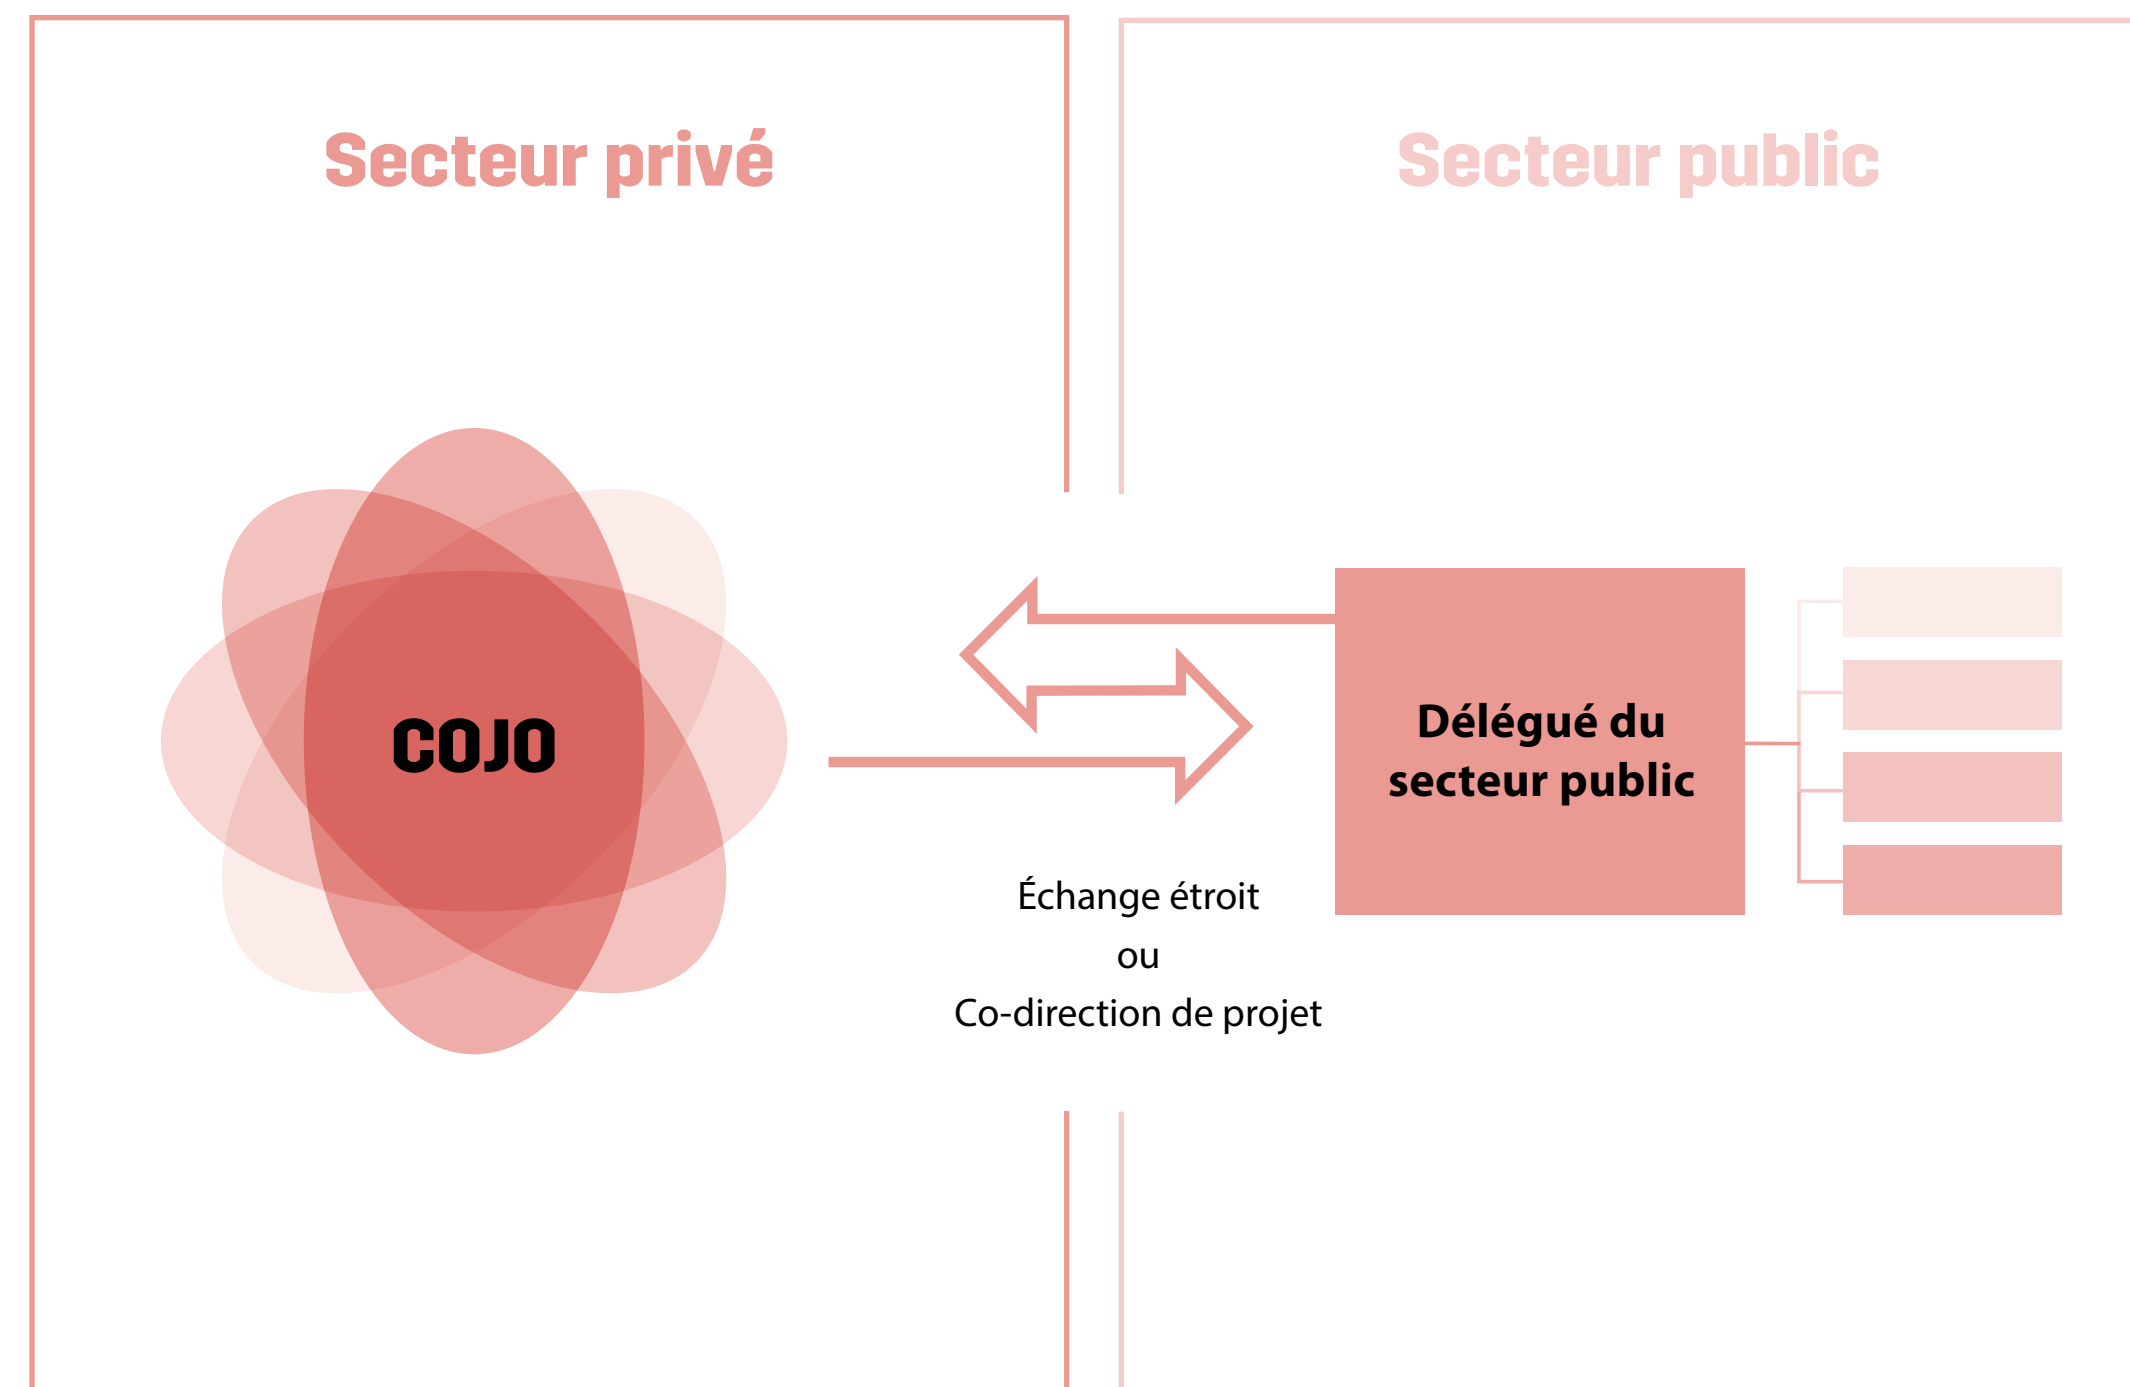 Secteur privé
Secteur public
COJO
Délégué du
secteur public
Échange étroit
ou
Co-direction de projet